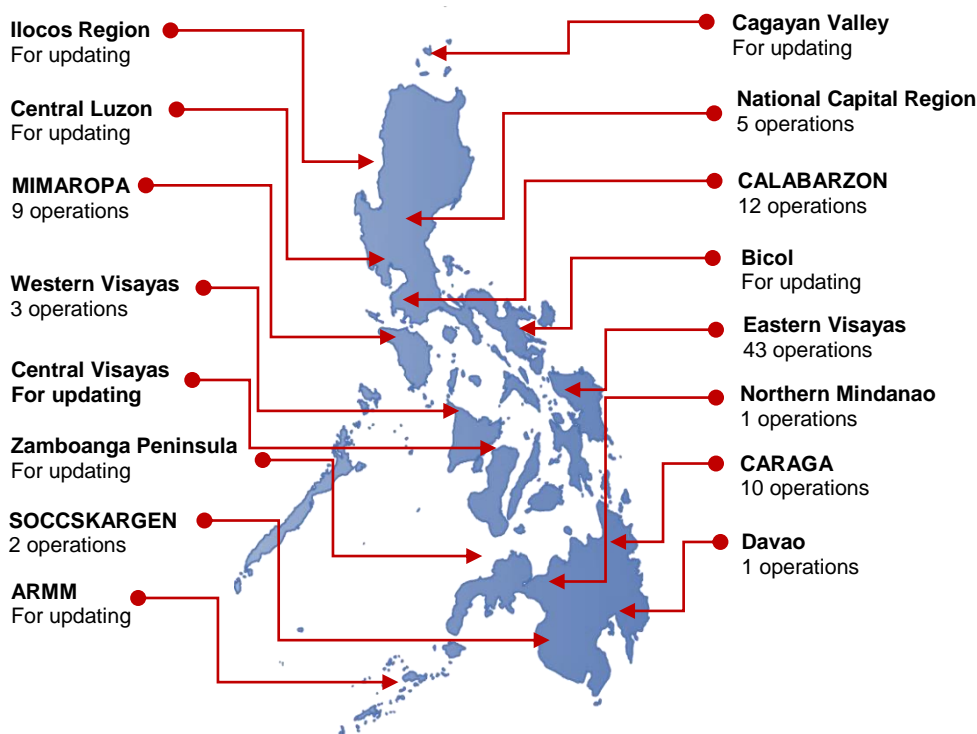 Ilocos Region
For updating
Central Luzon
For updating
MIMAROPA
9 operations
Western Visayas
3 operations
Central Visayas
For updating
Zamboanga Peninsula
For updating
SOCCSKARGEN
2 operations
ARMM
For updating
Cagayan Valley
For updating
National Capital Region
5 operations
CALABARZON
12 operations
Bicol
For updating
Eastern Visayas
43 operations
Northern Mindanao
1 operations
CARAGA
10 operations
Davao
1 operations